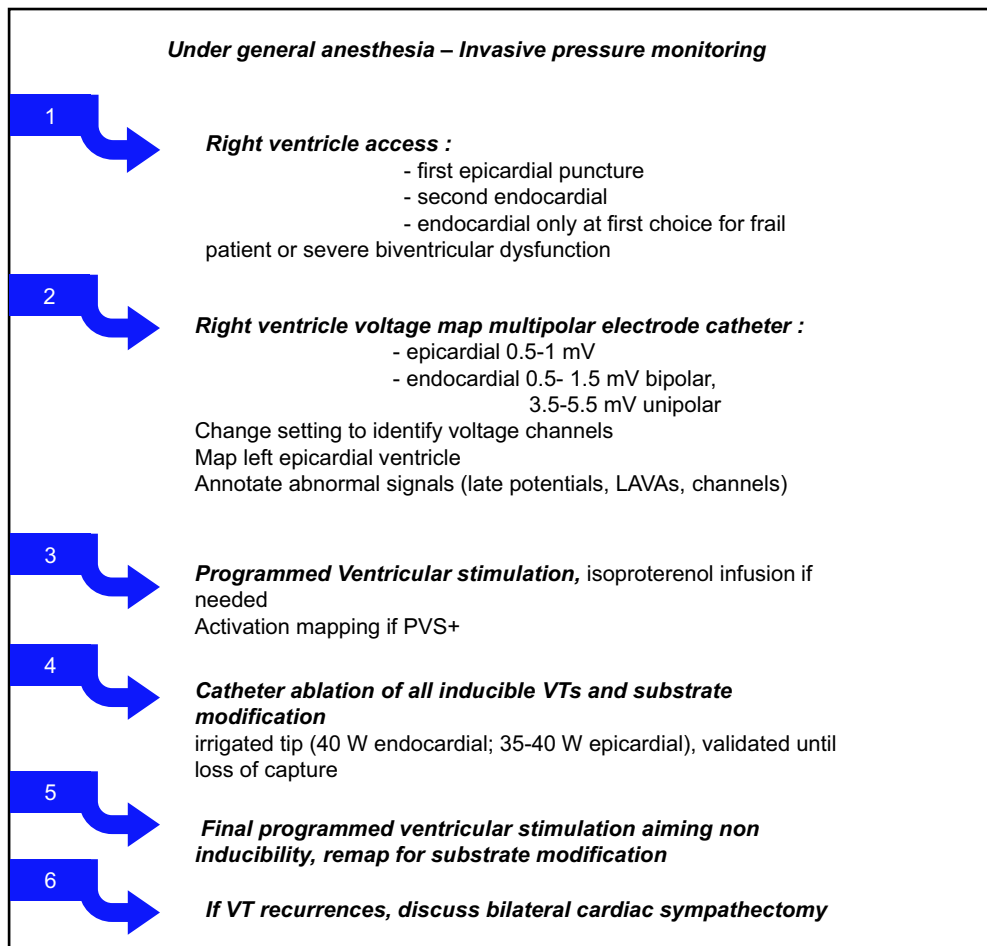 Under general anesthesia – Invasive pressure monitoring
1
Right ventricle access :
- first epicardial puncture
- second endocardial
- endocardial only at first choice for frail
patient or severe biventricular dysfunction
2
Right ventricle voltage map multipolar electrode catheter :
- epicardial 0.5-1 mV
- endocardial 0.5- 1.5 mV bipolar,
3.5-5.5 mV unipolar
Change setting to identify voltage channels
Map left epicardial ventricle
Annotate abnormal signals (late potentials, LAVAs, channels)
3
Programmed Ventricular stimulation, isoproterenol infusion if
needed
Activation mapping if PVS+
4
Catheter ablation of all inducible VTs and substrate
modification
irrigated tip (40 W endocardial; 35-40 W epicardial), validated until
loss of capture
5
Final programmed ventricular stimulation aiming non
inducibility, remap for substrate modification
6
If VT recurrences, discuss bilateral cardiac sympathectomy